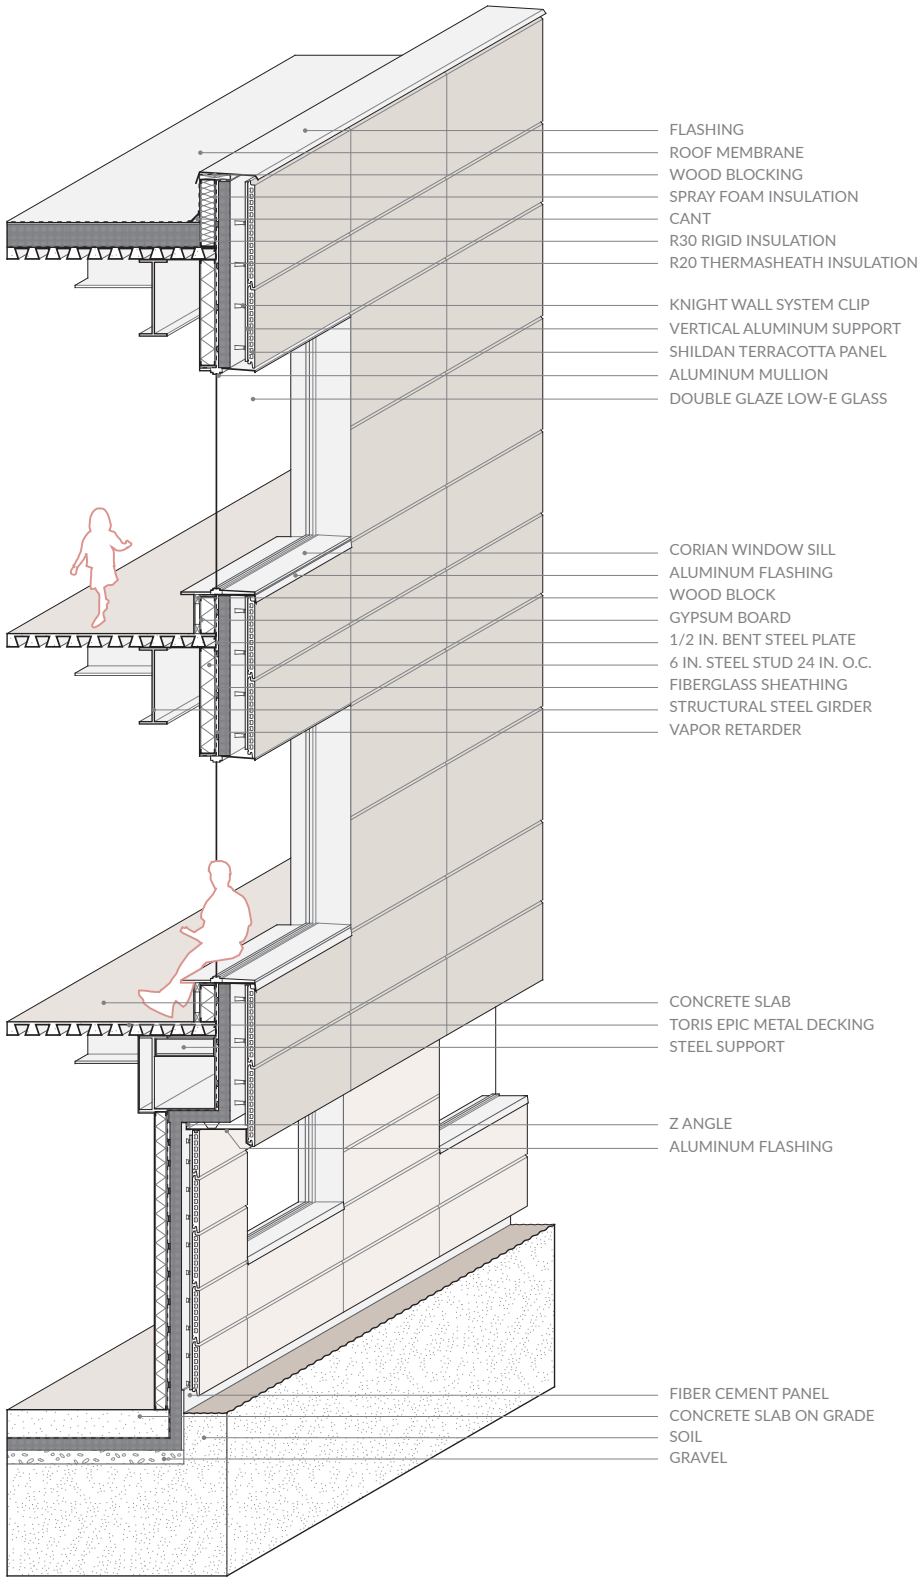 FLASHING
ROOF MEMBRANE
WOOD BLOCKING
SPRAY FOAM INSULATION
CANT
R30 RIGID INSULATION
R20 THERMASHEATH INSULATION
KNIGHT WALL SYSTEM CLIP
VERTICAL ALUMINUM SUPPORT
SHILDAN TERRACOTTA PANEL
ALUMINUM MULLION
DOUBLE GLAZE LOW-E GLASS
CORIAN WINDOW SILL
ALUMINUM FLASHING
WOOD BLOCK
GYPSUM BOARD
1/2 IN. BENT STEEL PLATE
6 IN. STEEL STUD 24 IN. O.C.
FIBERGLASS SHEATHING
STRUCTURAL STEEL GIRDER
VAPOR RETARDER
CONCRETE SLAB
TORIS EPIC METAL DECKING
STEEL SUPPORT
Z ANGLE
ALUMINUM FLASHING
FIBER CEMENT PANEL
CONCRETE SLAB ON GRADE
SOIL
GRAVEL